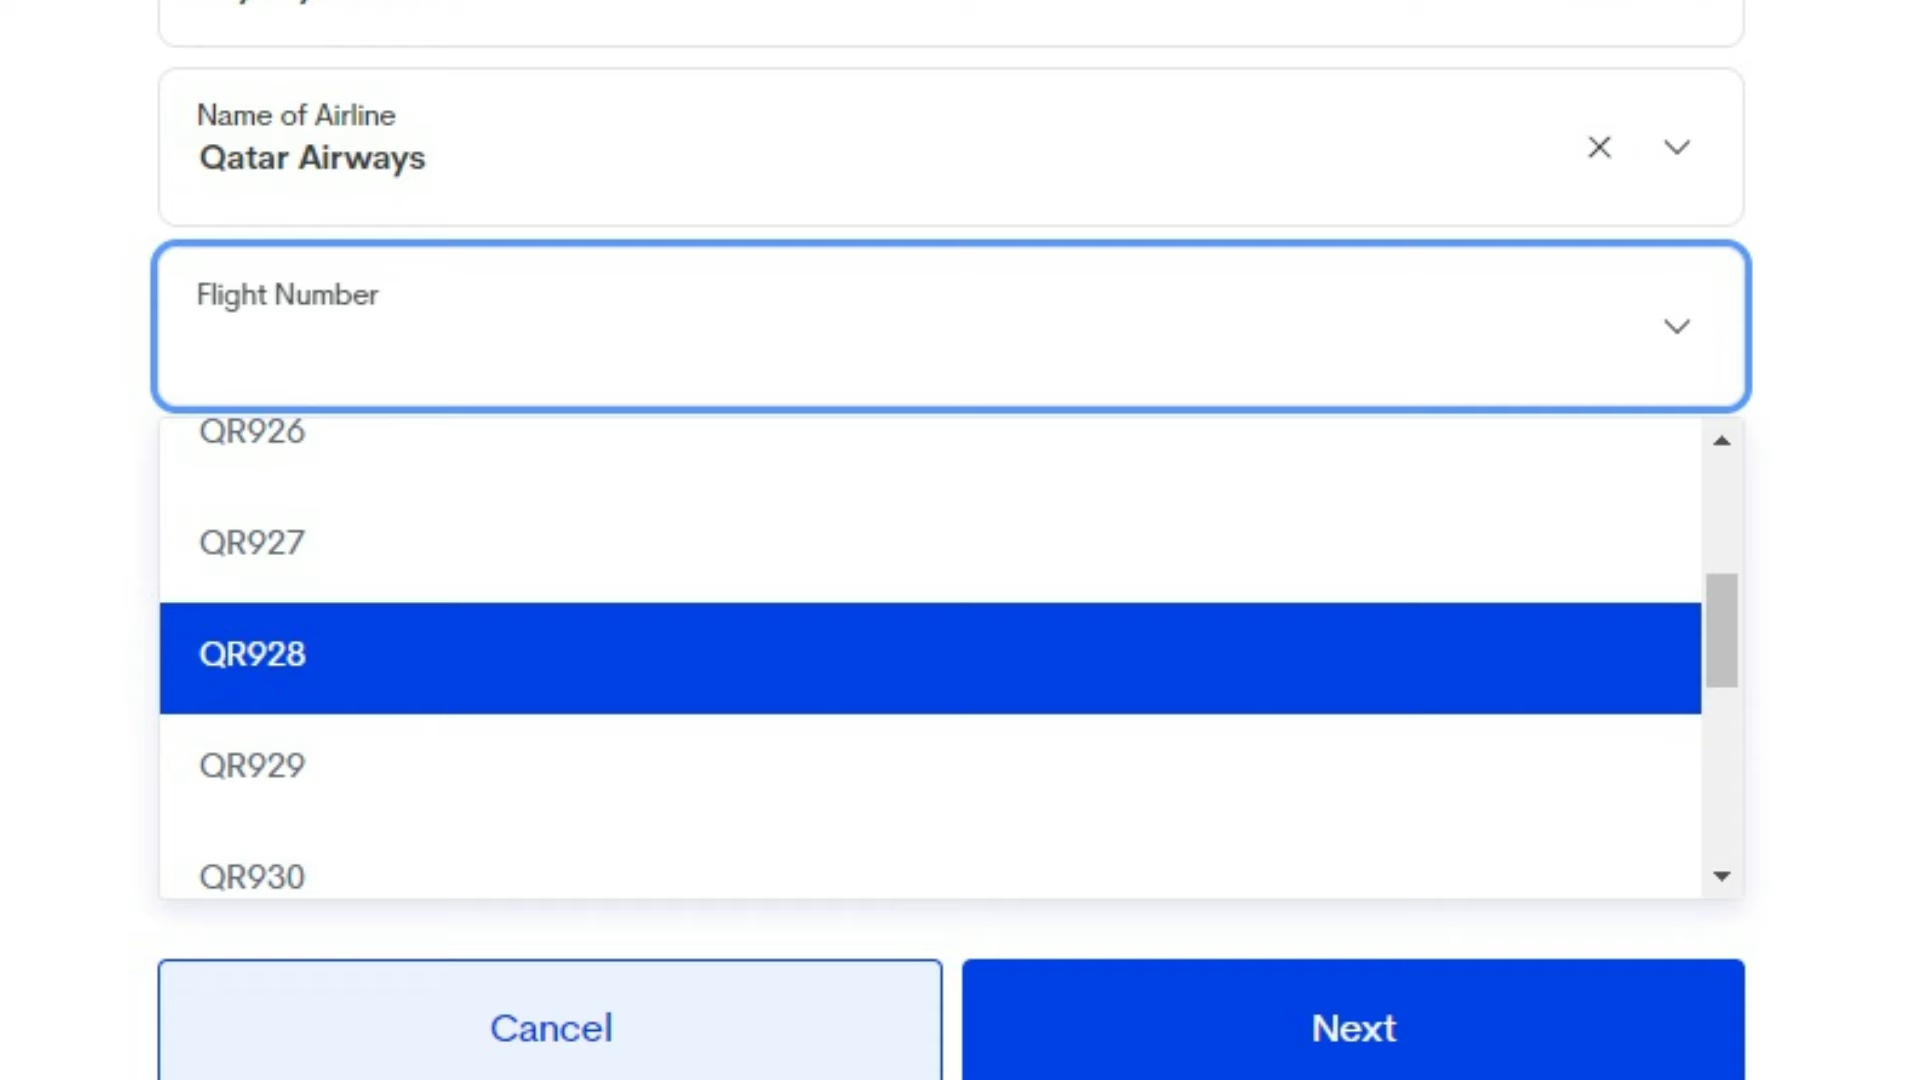 Name of Airline
Qatar Airways
Flight Number
QR926
QR927
QR928
QR929
QR930
Cancel
Next